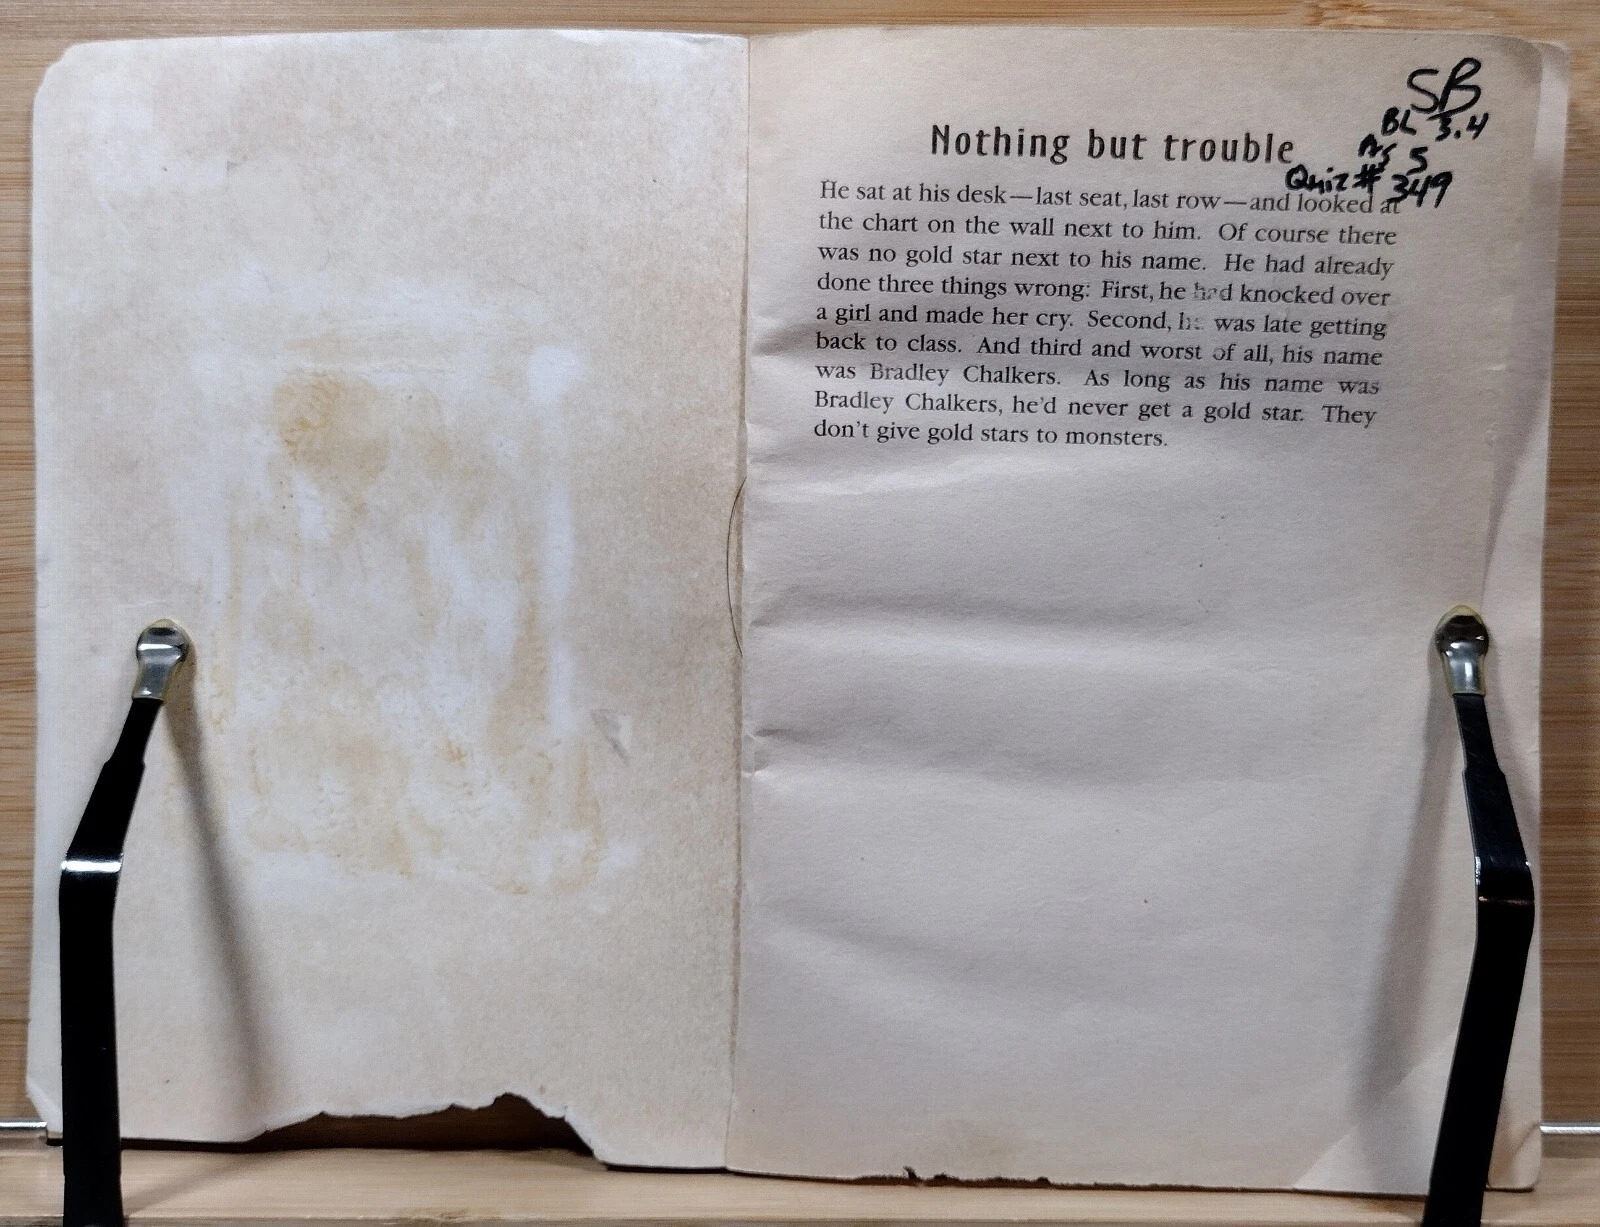 SB
BL 3.4
Pts 5
Quiz # 349
Nothing but trouble
He sat at his desk—last seat, last row—and looked at
the chart on the wall next to him. Of course there
was no gold star next to his name. He had already
done three things wrong: First, he had knocked over
a girl and made her cry. Second, he was late getting
back to class. And third and worst of all, his name
was Bradley Chalkers. As long as his name was
Bradley Chalkers, he'd never get a gold star. They
don't give gold stars to monsters.